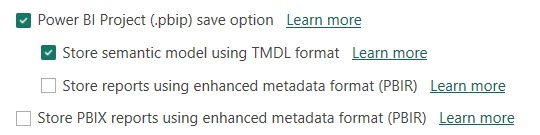 Power BI Project (.pbip) save option Learn more
Store semantic model using TMDL format Learn more
Store reports using enhanced metadata format (PBIR) Learn more
Store PBIX reports using enhanced metadata format (PBIR) Learn more